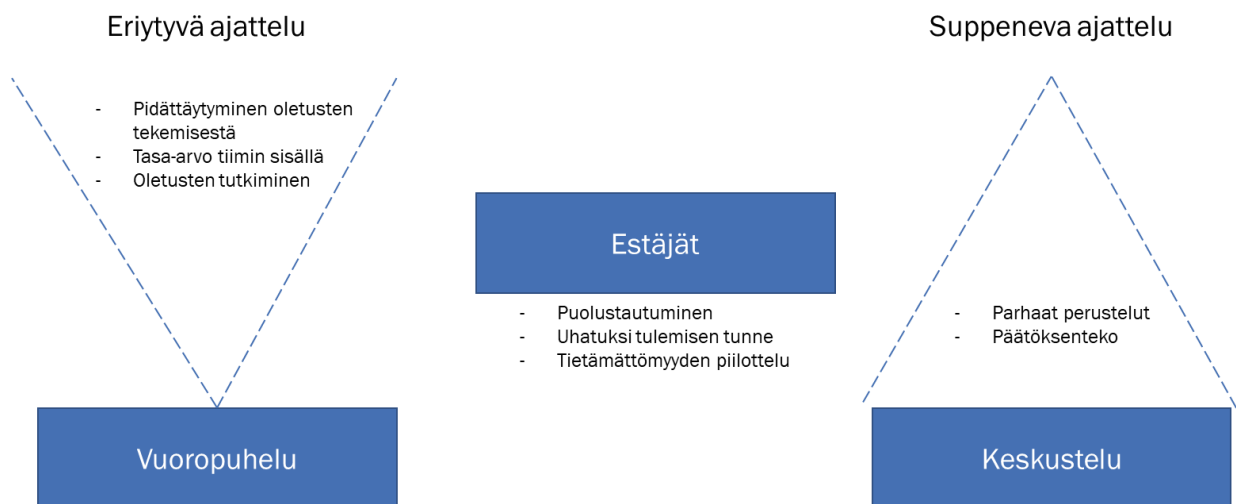 Eriytyvä ajattelu
- Pidättäytyminen oletusten
tekemisestä
- Tasa-arvo tiimin sisällä
- Oletusten tutkiminen
Vuoropuhelu
Estäjät
- Puolustautuminen
- Uhatuksi tulemisen tunne
- Tietämättömyyden piilottelu
Suppeneva ajattelu
- Parhaat perustelut
- Päätöksenteko
Keskustelu